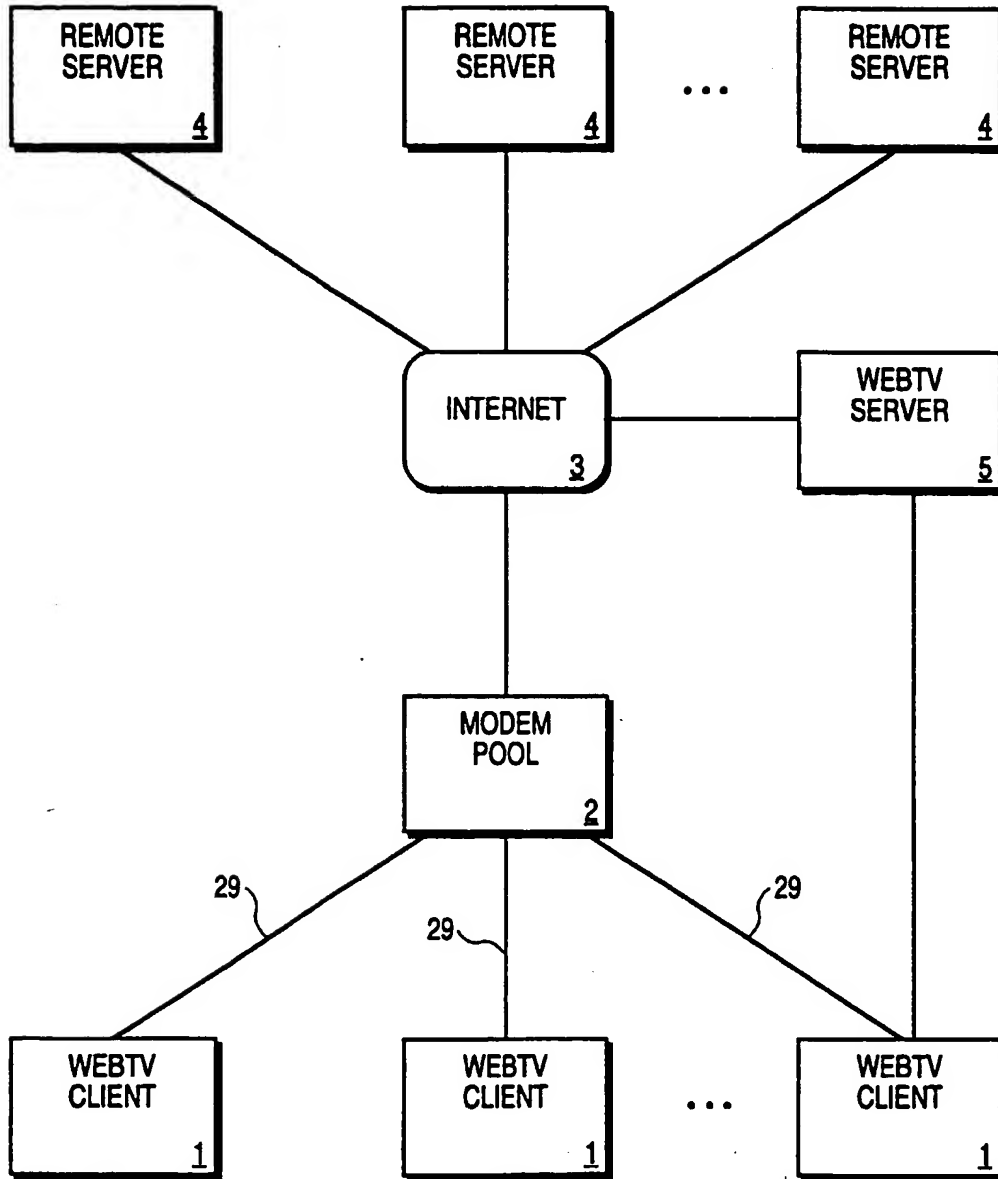 REMOTE
SERVER
4
REMOTE
SERVER
4
...
REMOTE
SERVER
4
INTERNET
3
WEBTV
SERVER
5
MODEM
POOL
2
29
29
29
WEBTV
CLIENT
1
WEBTV
CLIENT
1
...
WEBTV
CLIENT
1